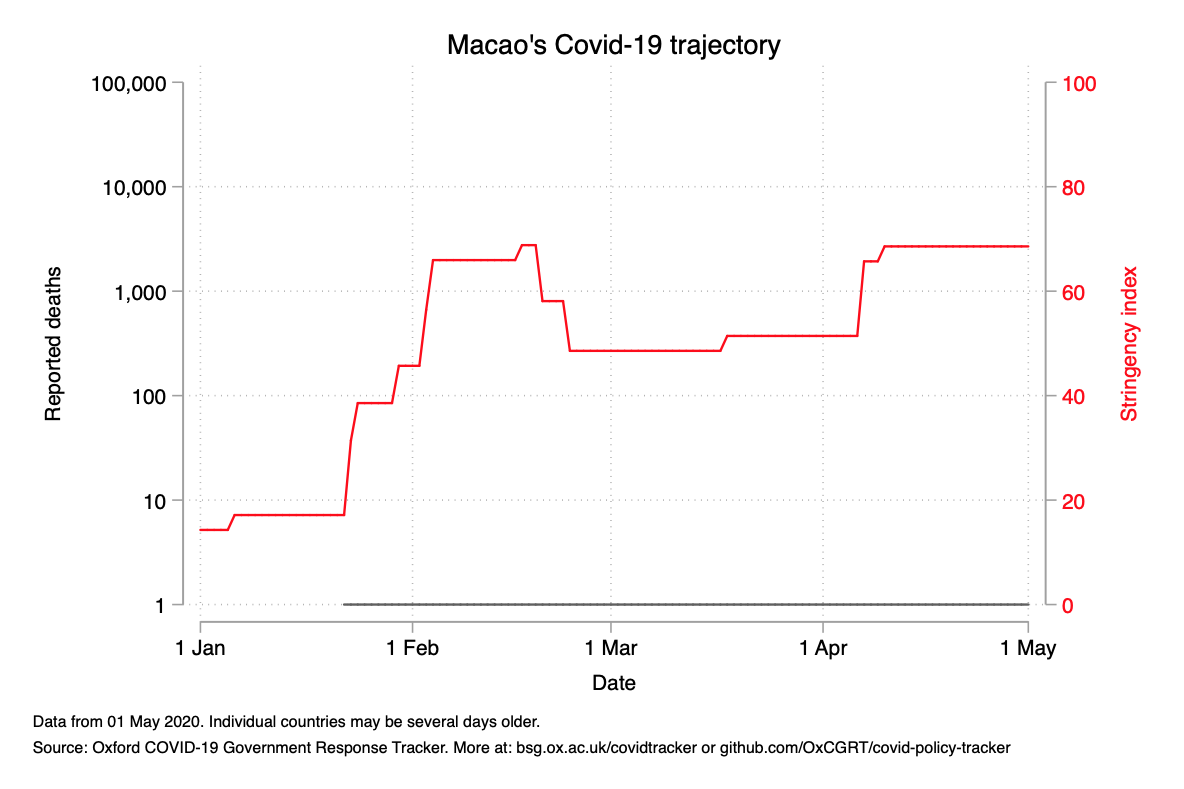 Macao's Covid-19 trajectory
100,000
10,000
1,000
100
10
1
Reported deaths
100
80
60
40
20
0
Stringency index
1 Jan
1 Feb
1 Mar
1 Apr
1 May
Date
Data from 01 May 2020. Individual countries may be several days older.
Source: Oxford COVID-19 Government Response Tracker. More at: bsg.ox.ac.uk/covidtracker or github.com/OxCGRT/covid-policy-tracker